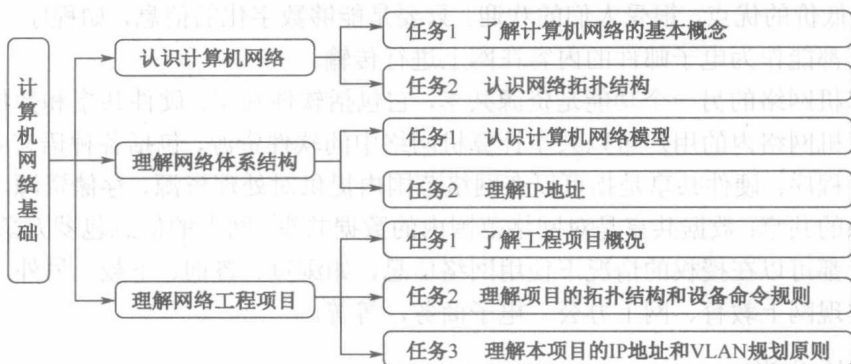 计算机网络基础
认识计算机网络
任务1 了解计算机网络的基本概念
任务2 认识网络拓扑结构
理解网络体系结构
任务1 认识计算机网络模型
任务2 理解IP地址
理解网络工程项目
任务1 了解工程项目概况
任务2 理解项目的拓扑结构和设备命令规则
任务3 理解本项目的IP地址和VLAN规划原则